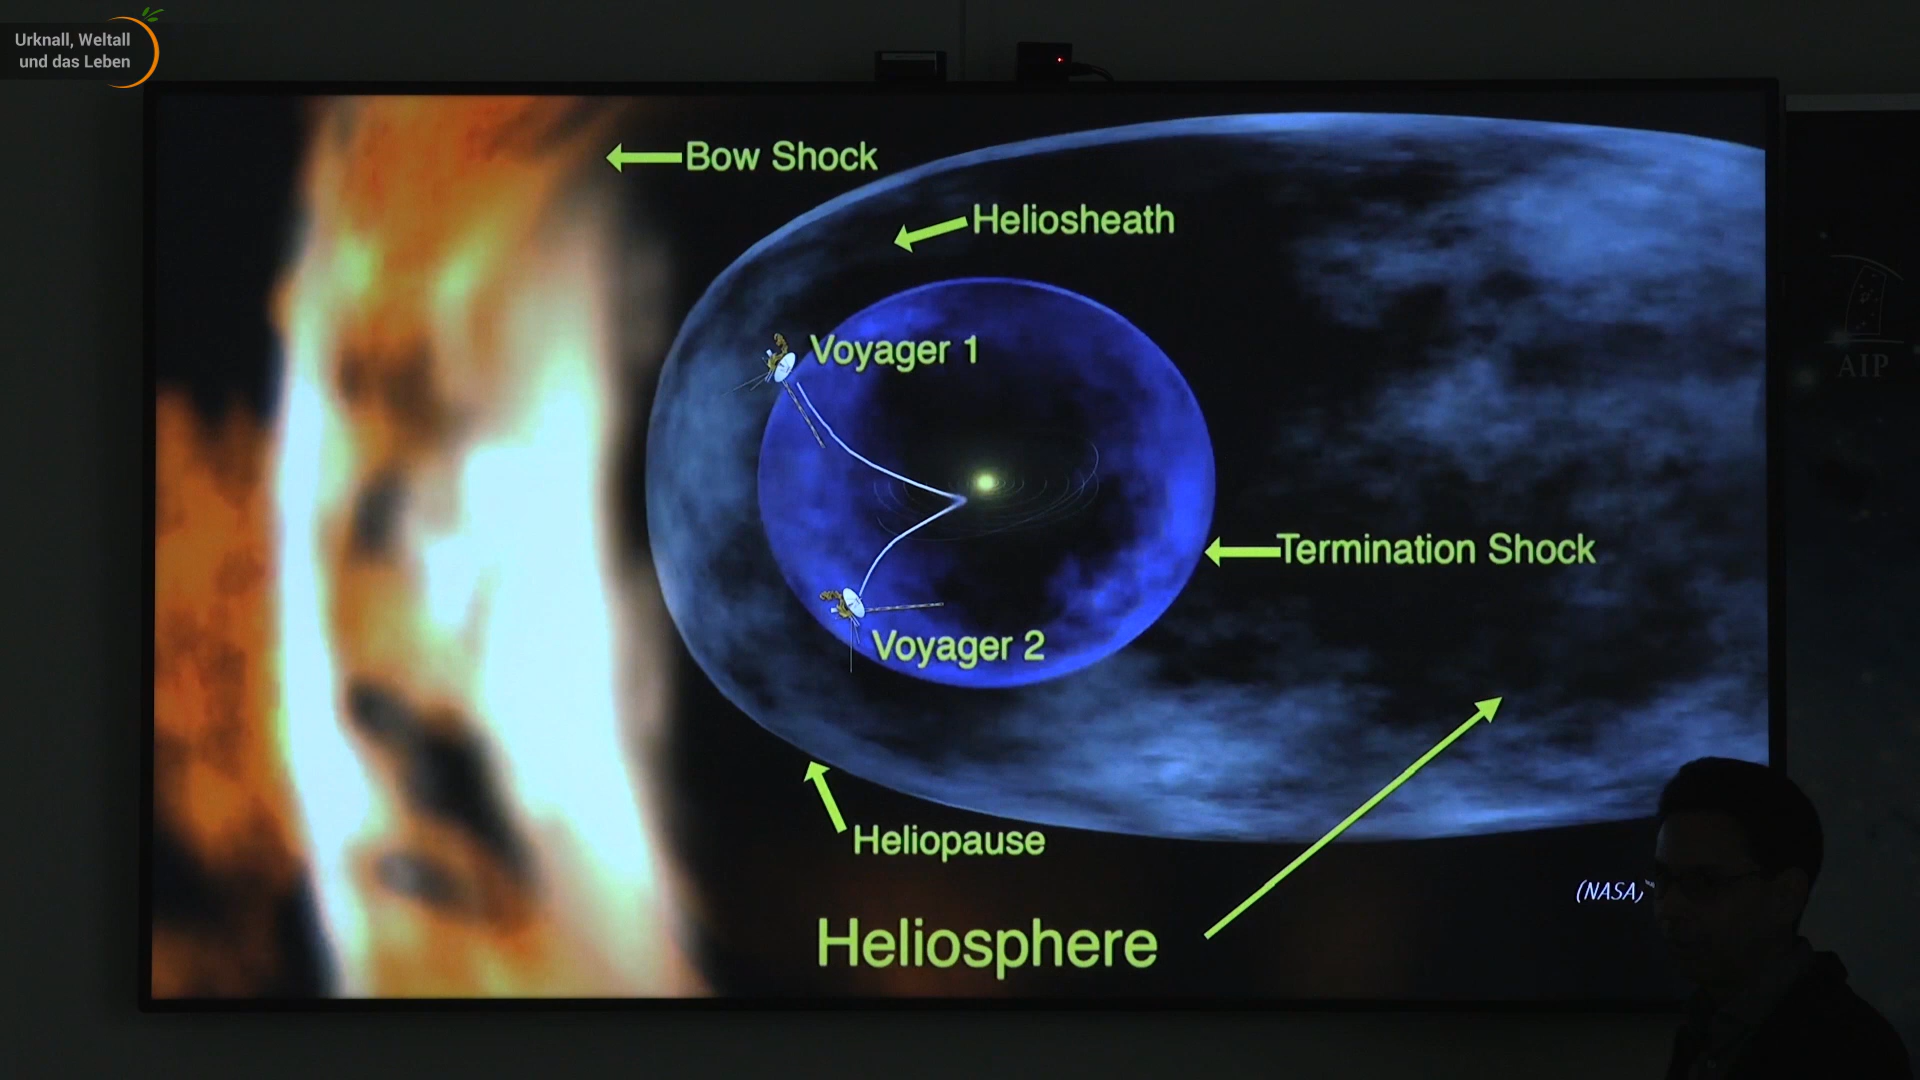 Urknall, Weltall
und das Leben
Bow Shock
Heliosheath
Voyager 1
Termination Shock
Voyager 2
Heliopause
(NASA)
Heliosphere
AIP